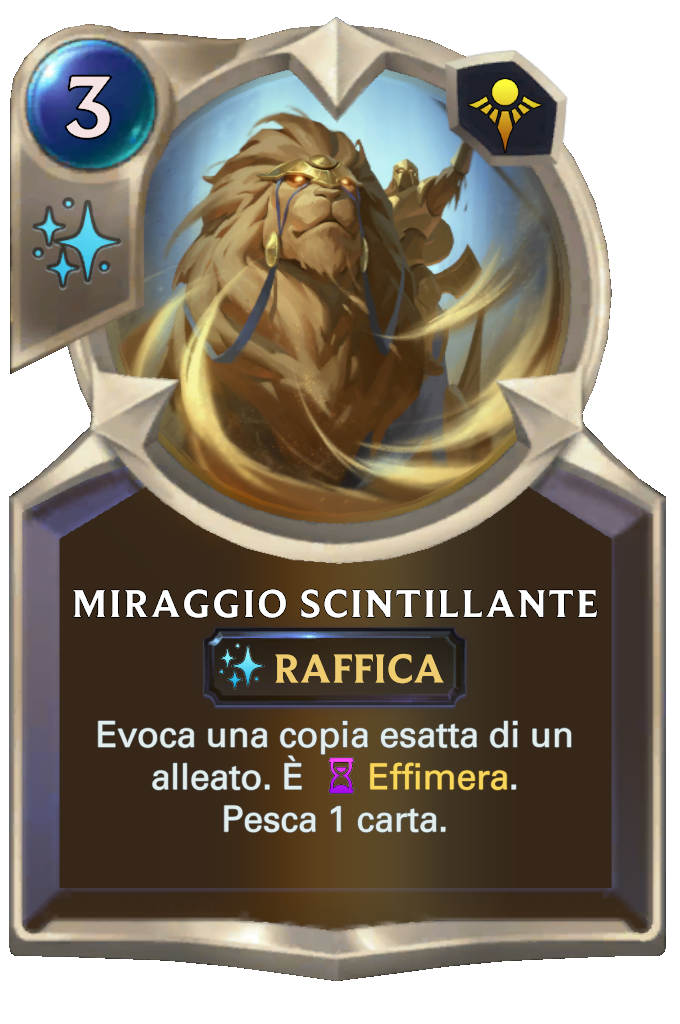 3
MIRAGGIO SCINTILLANTE
RAFFICA
Evoca una copia esatta di un
alleato. È Effimera.
Pesca 1 carta.